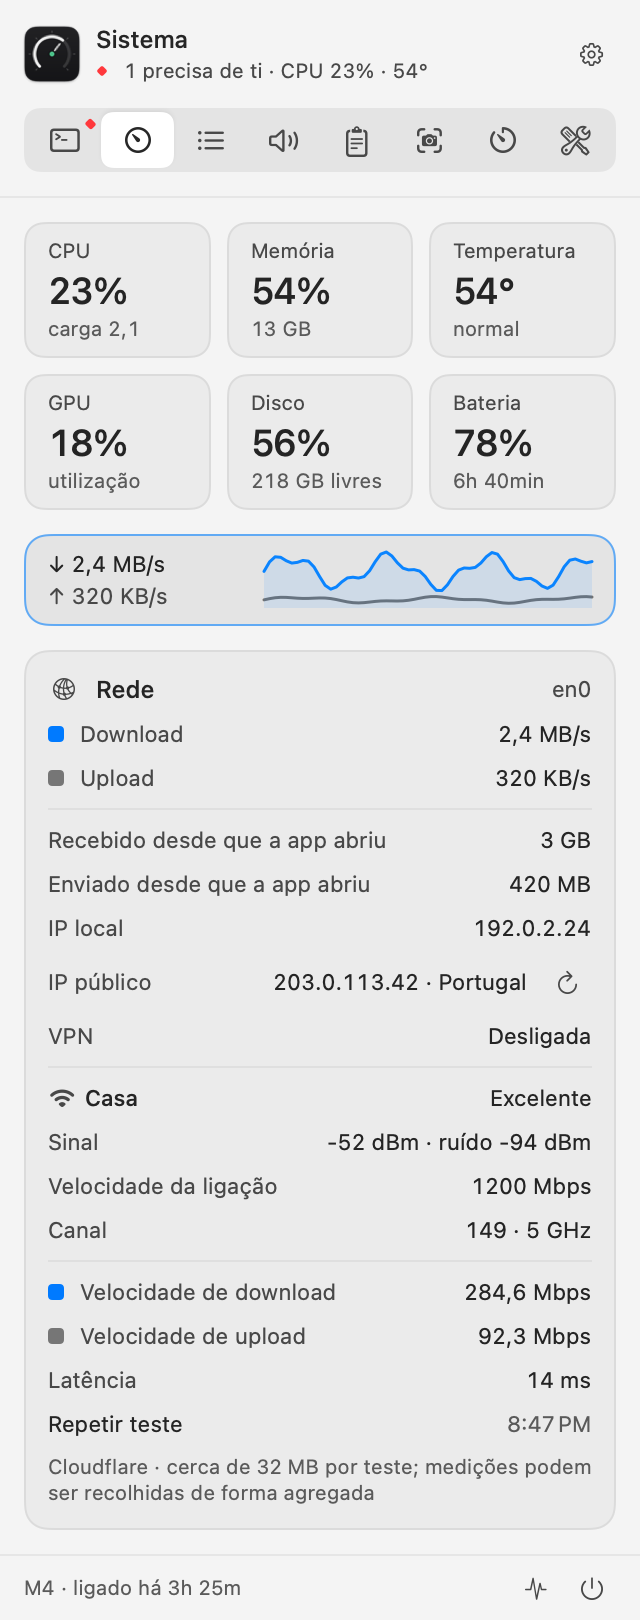 Sistema
1 precisa de ti · CPU 23% · 54°
CPU
23%
carga 2,1
Memória
54%
13 GB
Temperatura
54°
normal
GPU
18%
utilização
Disco
56%
218 GB livres
Bateria
78%
6h 40min
↓ 2,4 MB/s
↑ 320 KB/s
Rede en0
Download 2,4 MB/s
Upload 320 KB/s
Recebido desde que a app abriu 3 GB
Enviado desde que a app abriu 420 MB
IP local 192.0.2.24
IP público 203.0.113.42 · Portugal
VPN Desligada
Casa Excelente
Sinal -52 dBm · ruído -94 dBm
Velocidade da ligação 1200 Mbps
Canal 149 · 5 GHz
Velocidade de download 284,6 Mbps
Velocidade de upload 92,3 Mbps
Latência 14 ms
Repetir teste 8:47 PM
Cloudflare · cerca de 32 MB por teste; medições podem
ser recolhidas de forma agregada
M4 · ligado há 3h 25m